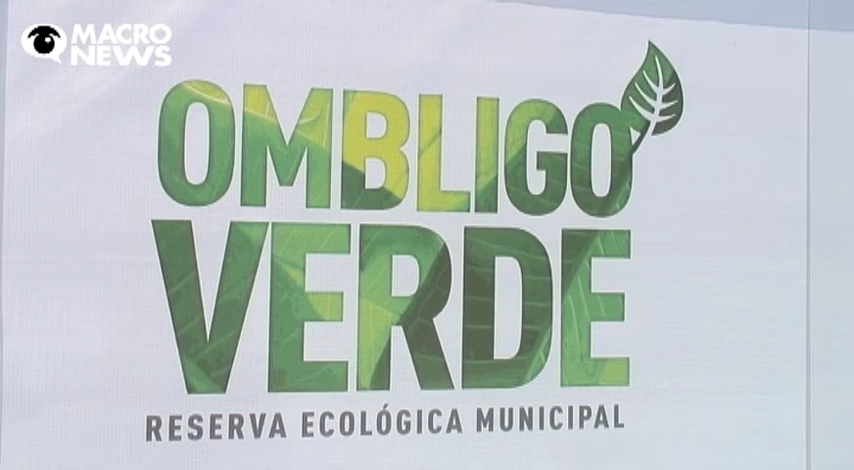 MACRO
NEWS
OMBLIGO
VERDE
RESERVA ECOLÓGICA MUNICIPAL